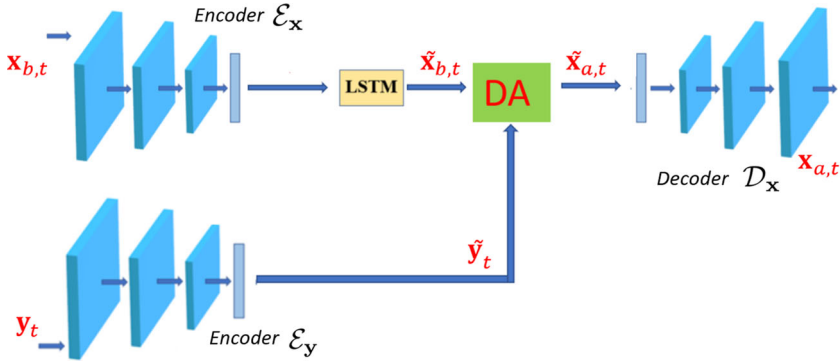 Encoder ℰ𝐱
𝐱b,t
LSTM
𝐱̃b,t
DA
𝐱̃a,t
Decoder 𝒟𝐱
𝐱a,t
𝐲̃t
𝐲t
Encoder ℰ𝐲